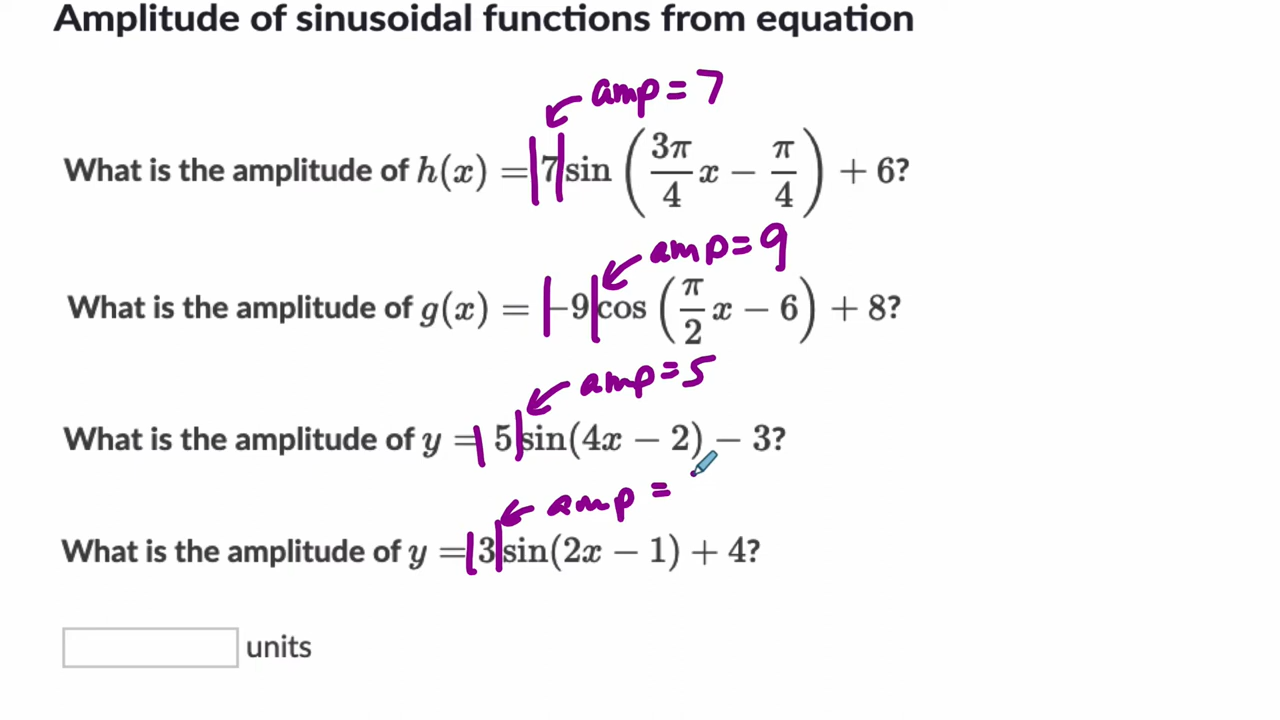 Amplitude of sinusoidal functions from equation
amp = 7
What is the amplitude of h(x) = |7| sin (3π/4 x − π/4) + 6?
amp = 9
What is the amplitude of g(x) = |−9| cos (π/2 x − 6) + 8?
amp = 5
What is the amplitude of y = |5| sin(4x − 2) − 3?
amp =
What is the amplitude of y = |3| sin(2x − 1) + 4?
units